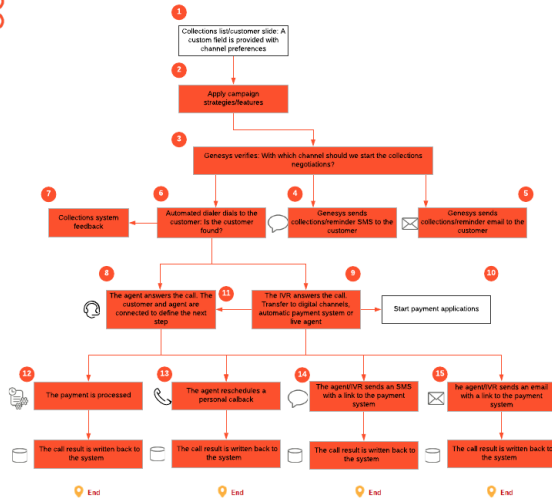 1
Collections list/customer slide: A
custom field is provided with
channel preferences
2
Apply campaign
strategies/features
3
Genesys verifies: With which channel should we start the collections
negotiations?
7
6
4
5
Collections system
feedback
Automated dialer dials to the
customer: Is the customer
found?
Genesys sends
collections/reminder SMS to the
customer
Genesys sends
collections/reminder email to the
customer
8
11
9
10
The agent answers the call. The
customer and agent are
connected to define the next
step
The IVR answers the call.
Transfer to digital channels,
automatic payment system or
live agent
Start payment applications
12
13
14
15
The payment is processed
The agent reschedules a
personal calback
The agent/IVR sends an SMS
with a link to the payment
system
he agent/IVR sends an email
with a link to the payment
system
The call result is written back to
the system
The call result is written back to
the system
The call result is written back to
the system
The call result is written back to
the system
End
End
End
End